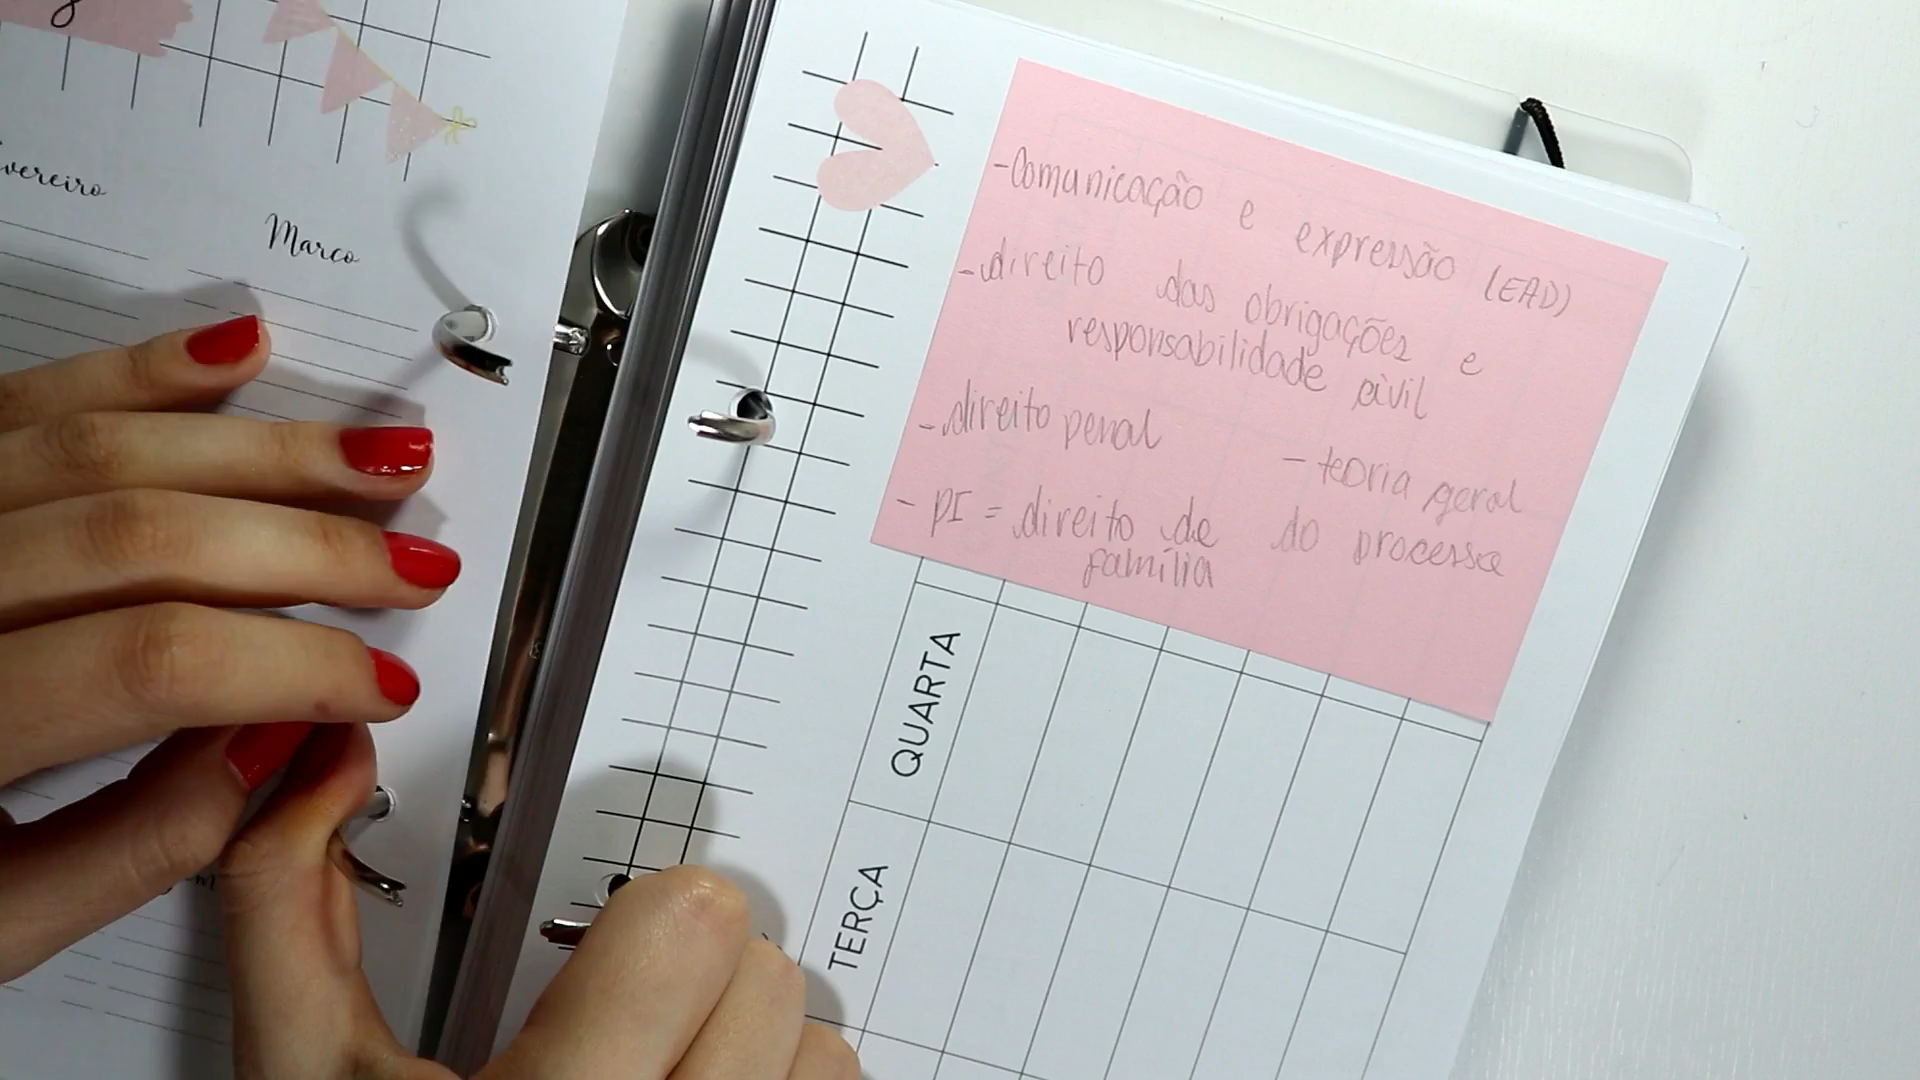 Março
-Comunicação e expressão (EAD)
-direito das obrigações e
responsabilidade civil
-direito penal
- teoria geral
do processo
- PI = direito de
família
QUARTA
TERÇA